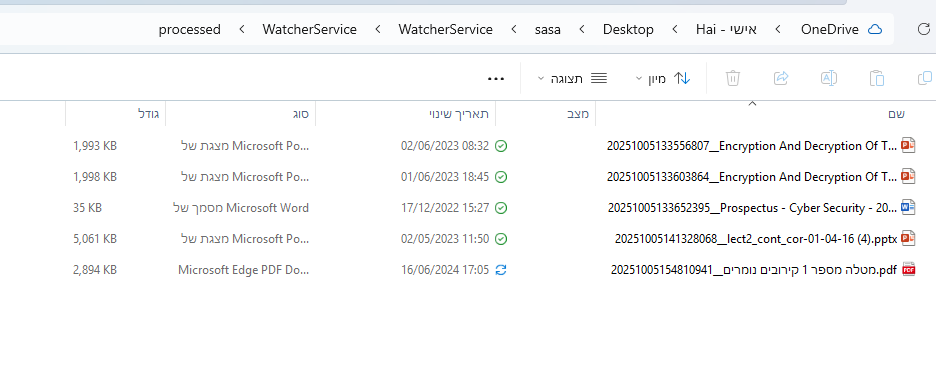 OneDrive > אישי - Hai > Desktop > sasa > WatcherService > WatcherService > processed
מיון תצוגה ...
שם מצב תאריך שינוי סוג גודל
20251005133556807__Encryption And Decryption Of T... 02/06/2023 08:32 מצגת של Microsoft Po... 1,993 KB
20251005133603864__Encryption And Decryption Of T... 01/06/2023 18:45 מצגת של Microsoft Po... 1,998 KB
20251005133652395__Prospectus - Cyber Security - 20... 17/12/2022 15:27 מסמך של Microsoft Word 35 KB
20251005141328068__lect2_cont_cor-01-04-16 (4).pptx 02/05/2023 11:50 מצגת של Microsoft Po... 5,061 KB
20251005154810941__מטלה מספר 1 קירובים נומרים.pdf 16/06/2024 17:05 Microsoft Edge PDF Do... 2,894 KB